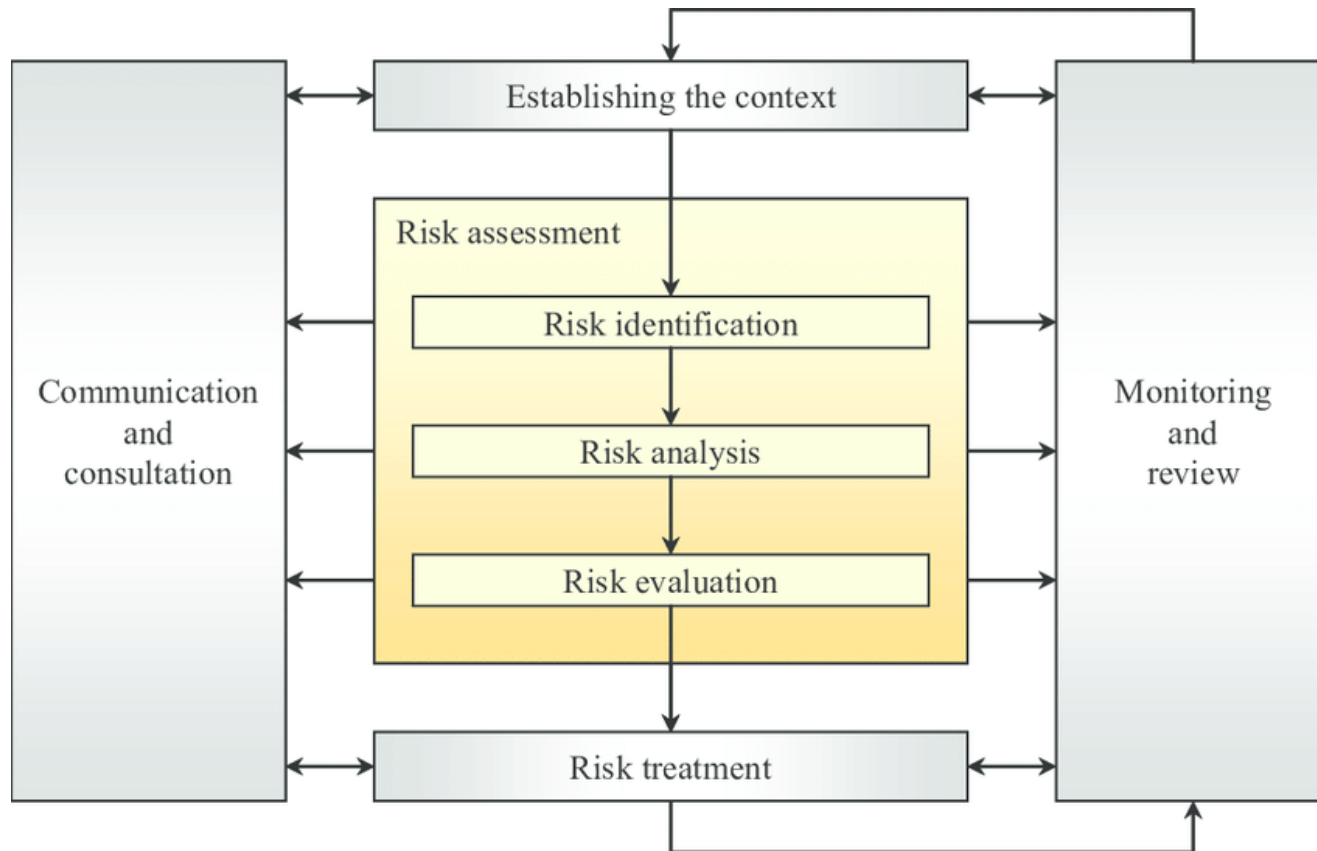 Establishing the context
Risk assessment
Risk identification
Communication
and
consultation
Risk analysis
Monitoring
and
review
Risk evaluation
Risk treatment